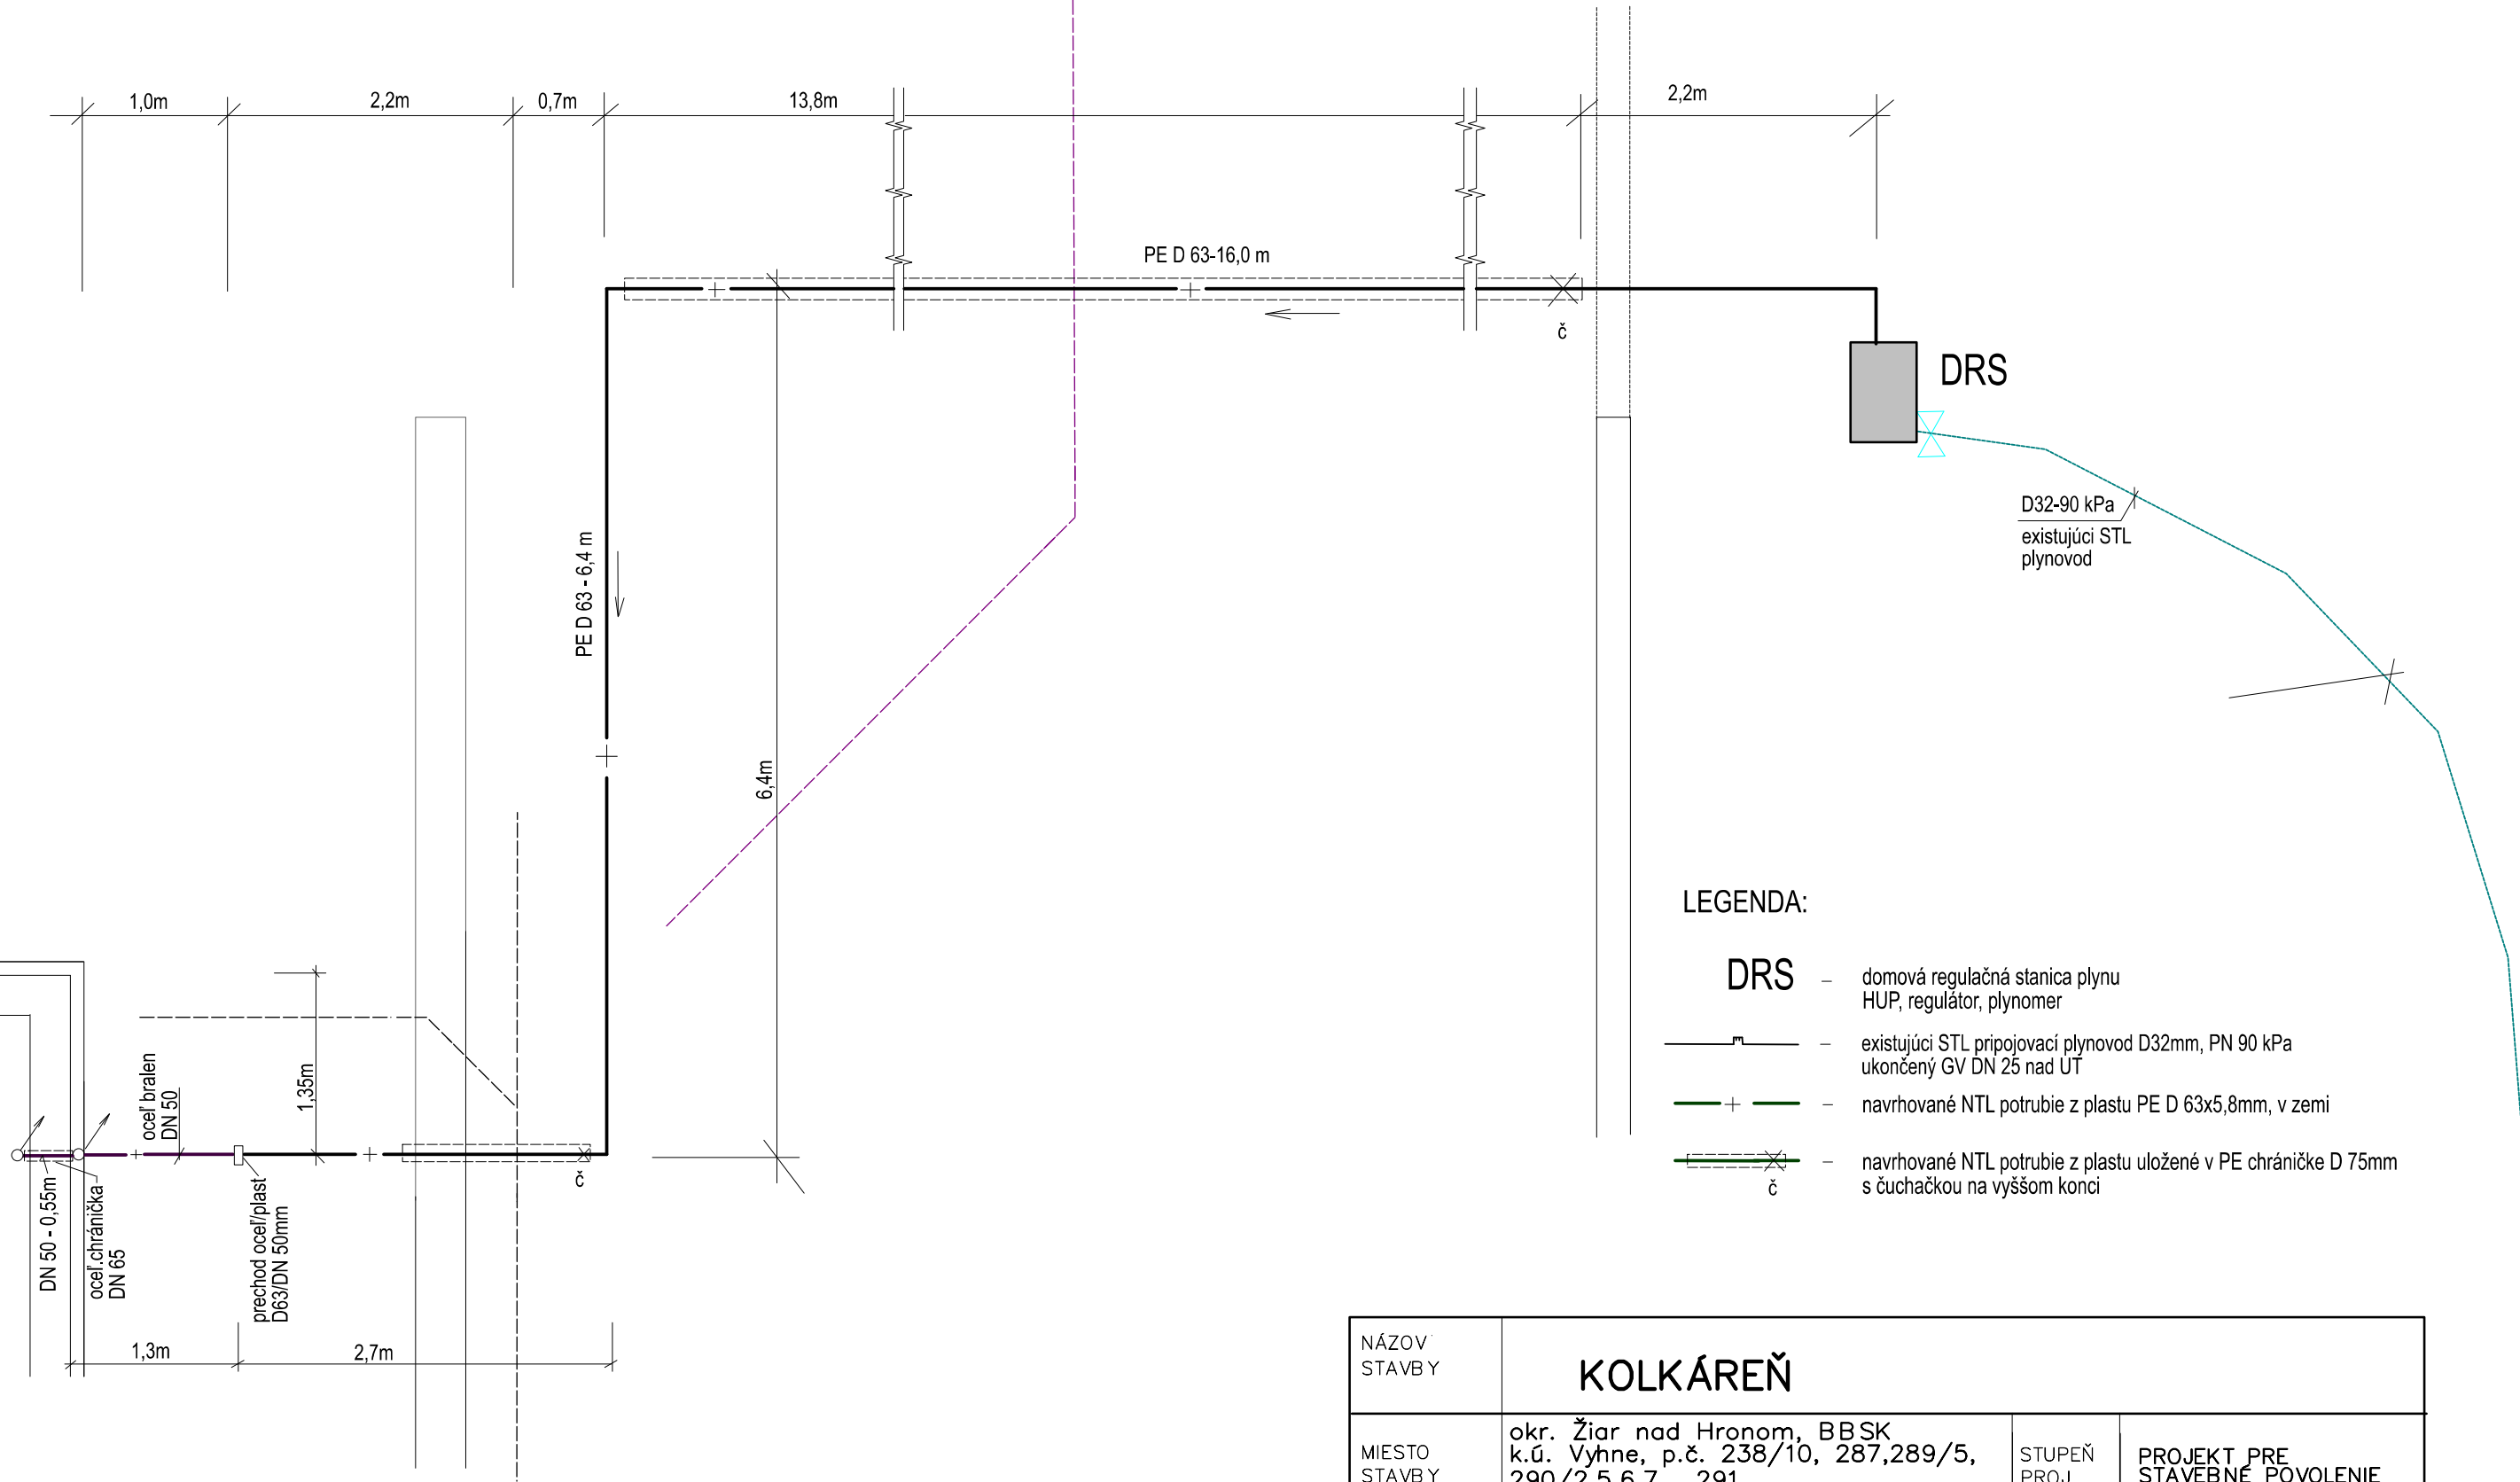 1,0m
2,2m
0,7m
13,8m
2,2m
PE D 63-16,0 m
č
DRS
D32-90 kPa
existujúci STL
plynovod
PE D 63 - 6,4 m
6,4m
1,35m
oceľ bralen
DN 50
č
DN 50 - 0,55m
oceľ.chránička
DN 65
prechod oceľ/plast
D63/DN 50mm
1,3m
2,7m
LEGENDA:
DRS – domová regulačná stanica plynu
HUP, regulátor, plynomer
– existujúci STL pripojovací plynovod D32mm, PN 90 kPa
ukončený GV DN 25 nad UT
– navrhované NTL potrubie z plastu PE D 63x5,8mm, v zemi
– navrhované NTL potrubie z plastu uložené v PE chráničke D 75mm
č s čuchačkou na vyššom konci
NÁZOV
STAVBY
KOLKÁREŇ
MIESTO
STAVBY
okr. Žiar nad Hronom, BBSK
k.ú. Vyhne, p.č. 238/10, 287,289/5,
290/2,5,6,7, 291
STUPEŇ
PROJ.
PROJEKT PRE
STAVEBNÉ POVOLENIE